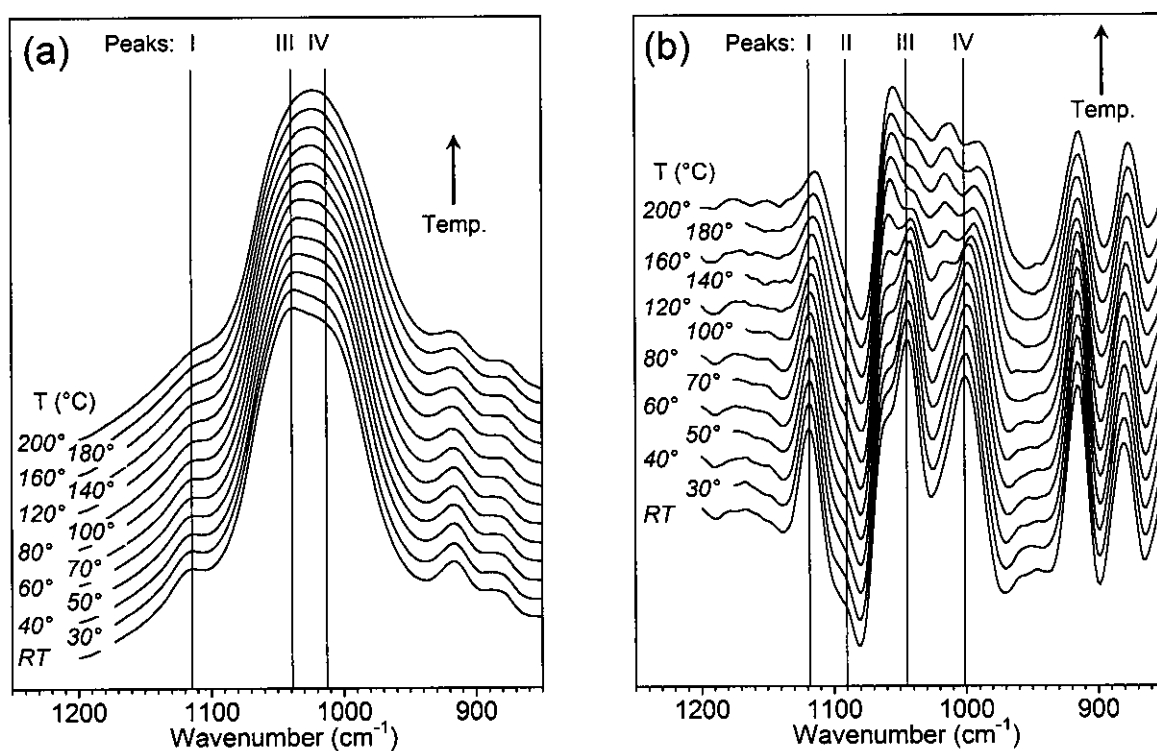 (a)
Peaks: I III IV
Temp.
T (°C)
200° 180°
160° 140°
120° 100°
80° 70°
60° 50°
40° 30°
RT
1200 1100 1000 900
Wavenumber (cm-1)
(b)
Peaks: I II III IV
Temp.
T (°C)
200°
180°
160°
140°
120°
100°
80°
70°
60°
50°
40°
30°
RT
1200 1100 1000 900
Wavenumber (cm-1)